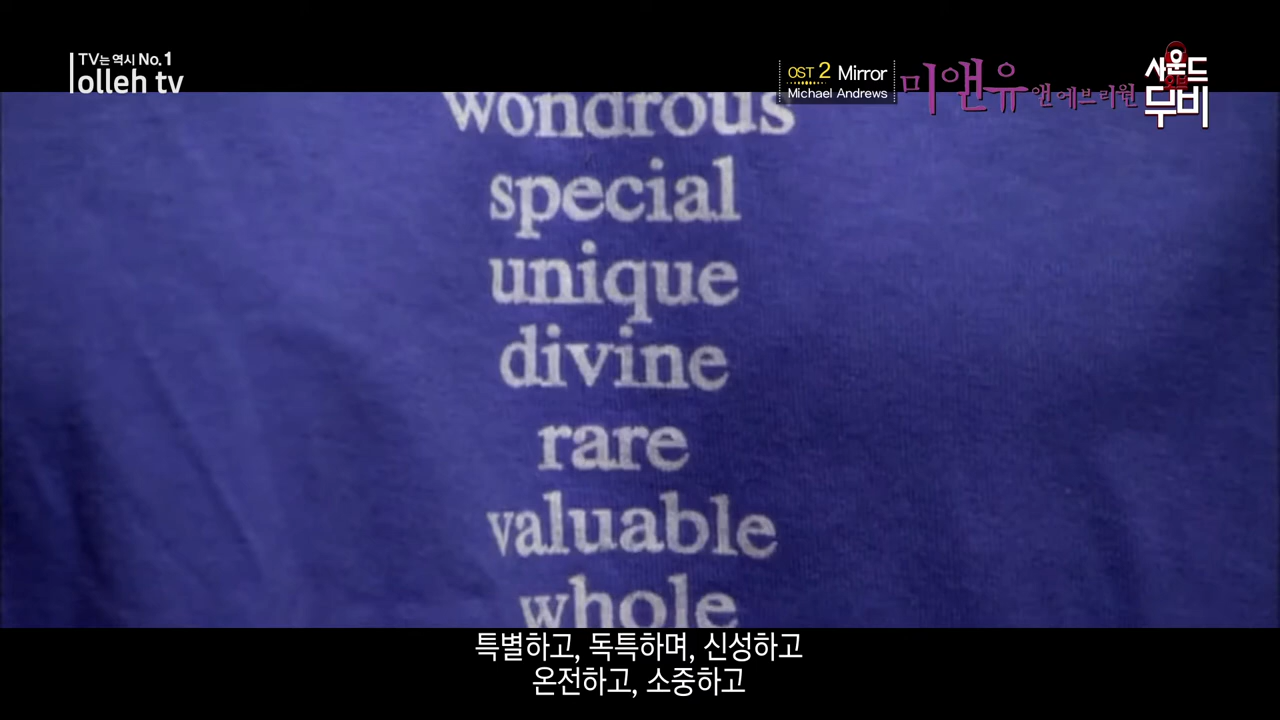 TV는 역시 No.1
olleh tv
OST 2 Mirror
Michael Andrews
미앤유 앤 에브리원
사운드
오브
무비
wondrous
special
unique
divine
rare
valuable
whole
특별하고, 독특하며, 신성하고
온전하고, 소중하고